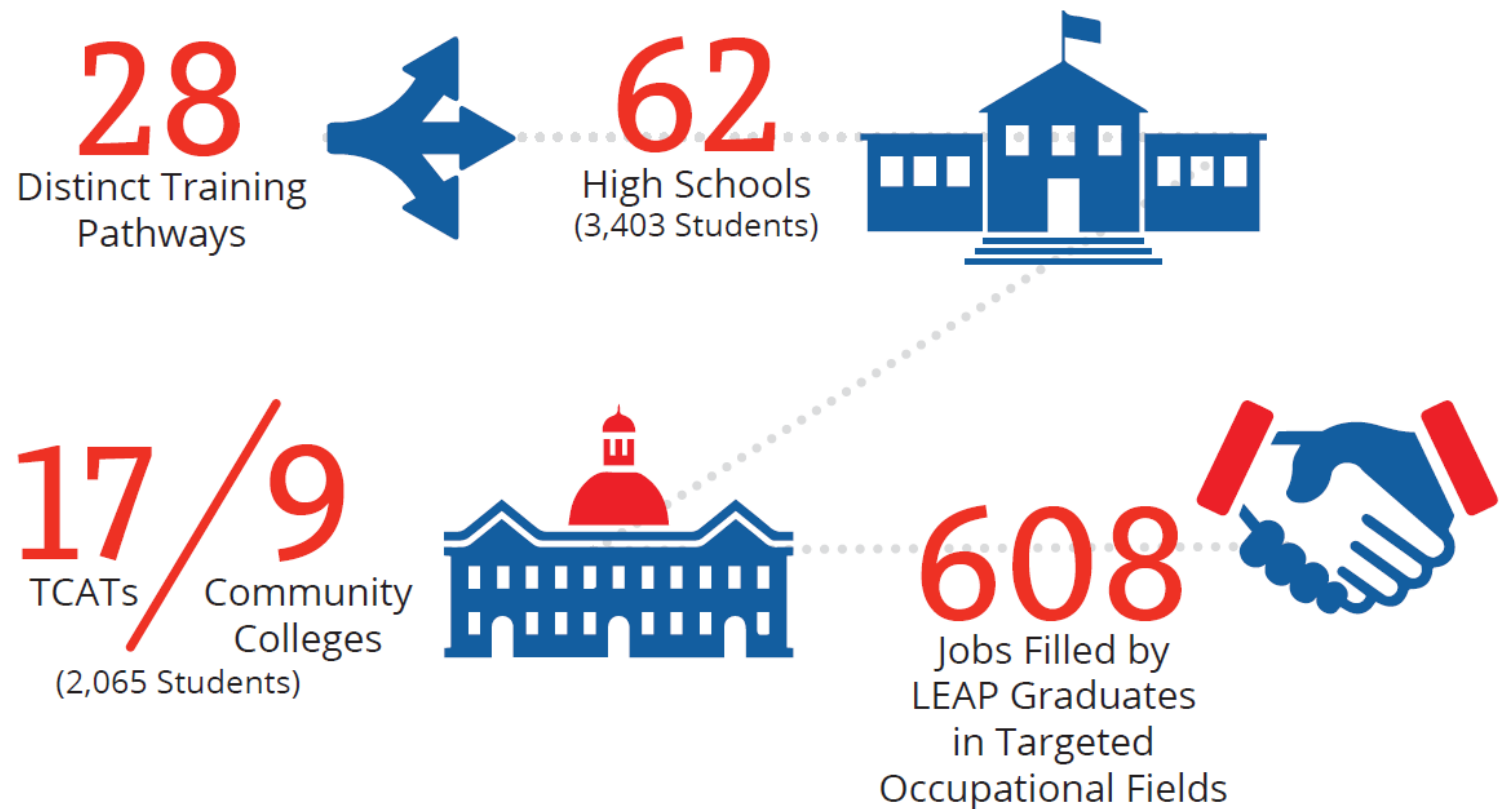 28
Distinct Training
Pathways
62
High Schools
(3,403 Students)
17/9
TCATs
Community
Colleges
(2,065 Students)
608
Jobs Filled by
LEAP Graduates
in Targeted
Occupational Fields